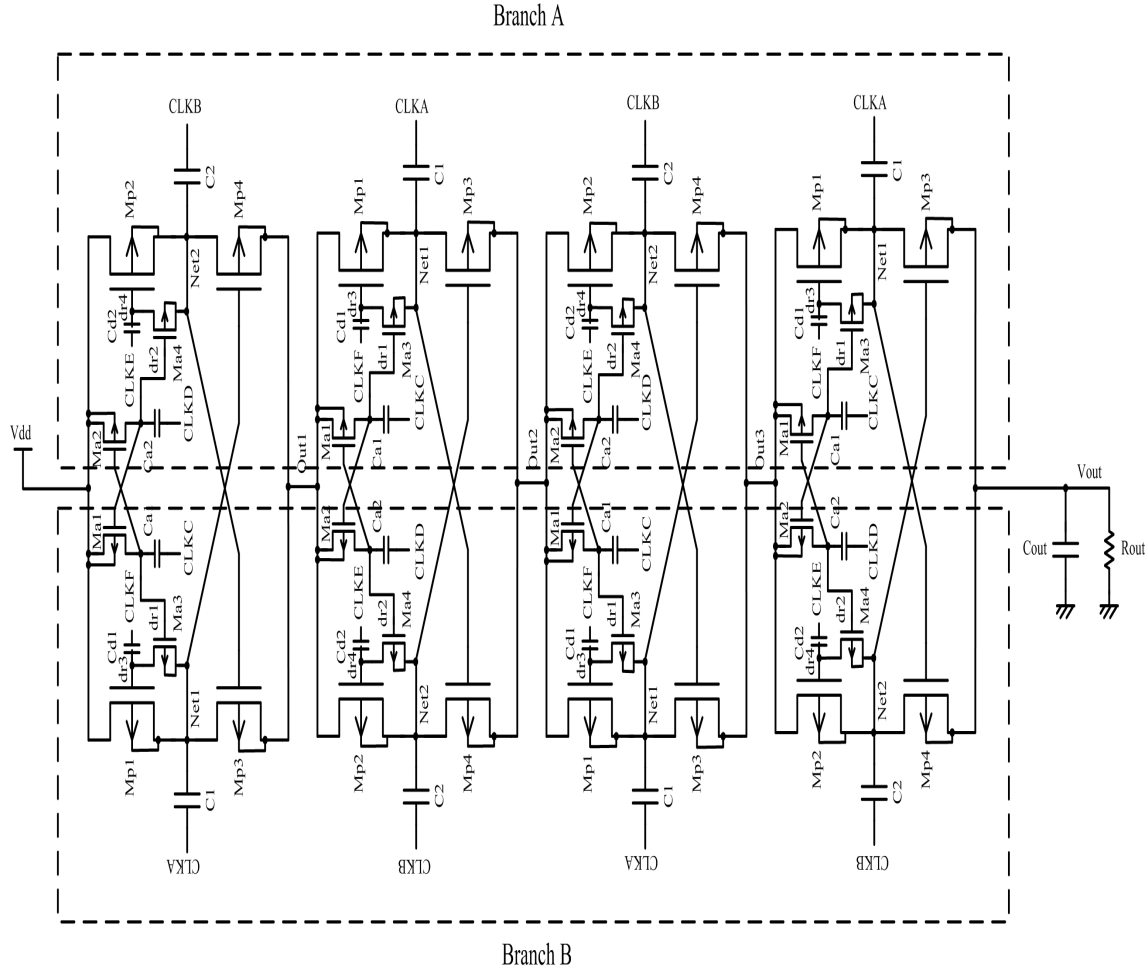 Branch A
CLKB
CLKA
CLKB
CLKA
C2
C1
C2
C1
Mp2
Mp4
Mp1
Mp3
Mp2
Mp4
Mp1
Mp3
Net2
Net1
Net2
Net1
Cd2
dr4
Cd1
dr3
Cd2
dr4
Cd1
dr3
CLKE
dr2
Ma4
CLKF
dr1
Ma3
CLKE
dr2
Ma4
CLKF
dr1
Ma3
Vdd
Ma2
Ca2
CLKD
Out1
Ma1
Ca1
CLKC
Out2
Ma2
Ca2
CLKD
Out3
Ma1
Ca1
CLKC
Vout
Ma1
Ca
CLKC
Ma2
Ca2
CLKD
Ma1
Ca1
CLKC
Ma2
Ca2
CLKD
Cout
Rout
CLKF
dr1
Ma3
CLKE
dr2
Ma4
CLKF
dr1
Ma3
CLKE
dr2
Ma4
Cd1
dr3
Cd2
dr4
Cd1
dr3
Cd2
dr4
Net1
Net2
Net1
Net2
Mp1
Mp3
Mp2
Mp4
Mp1
Mp3
Mp2
Mp4
C1
C2
C1
C2
CLKA
CLKB
CLKA
CLKB
Branch B